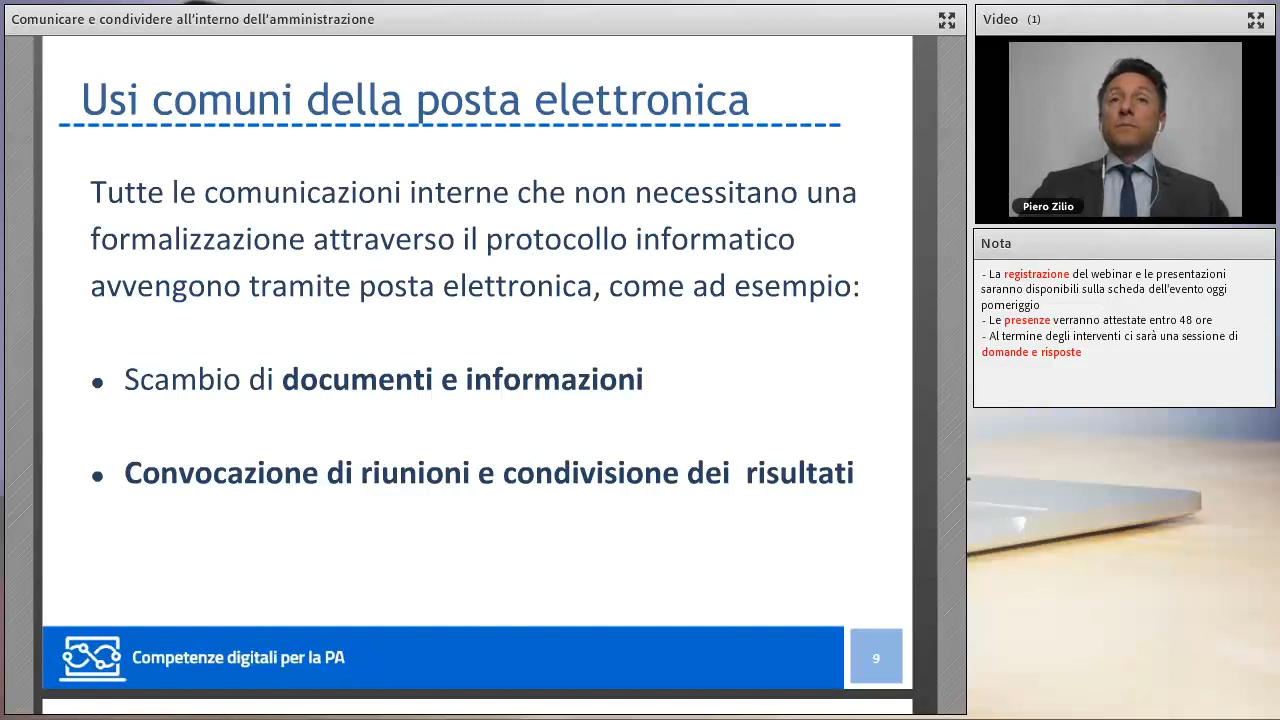 Comunicare e condividere all'interno dell'amministrazione
Usi comuni della posta elettronica
Tutte le comunicazioni interne che non necessitano una
formalizzazione attraverso il protocollo informatico
avvengono tramite posta elettronica, come ad esempio:
• Scambio di documenti e informazioni
• Convocazione di riunioni e condivisione dei  risultati
Competenze digitali per la PA
9
Video (1)
Piero Zilio
Nota
- La registrazione del webinar e le presentazioni
saranno disponibili sulla scheda dell'evento oggi
pomeriggio
- Le presenze verranno attestate entro 48 ore
- Al termine degli interventi ci sarà una sessione di
domande e risposte